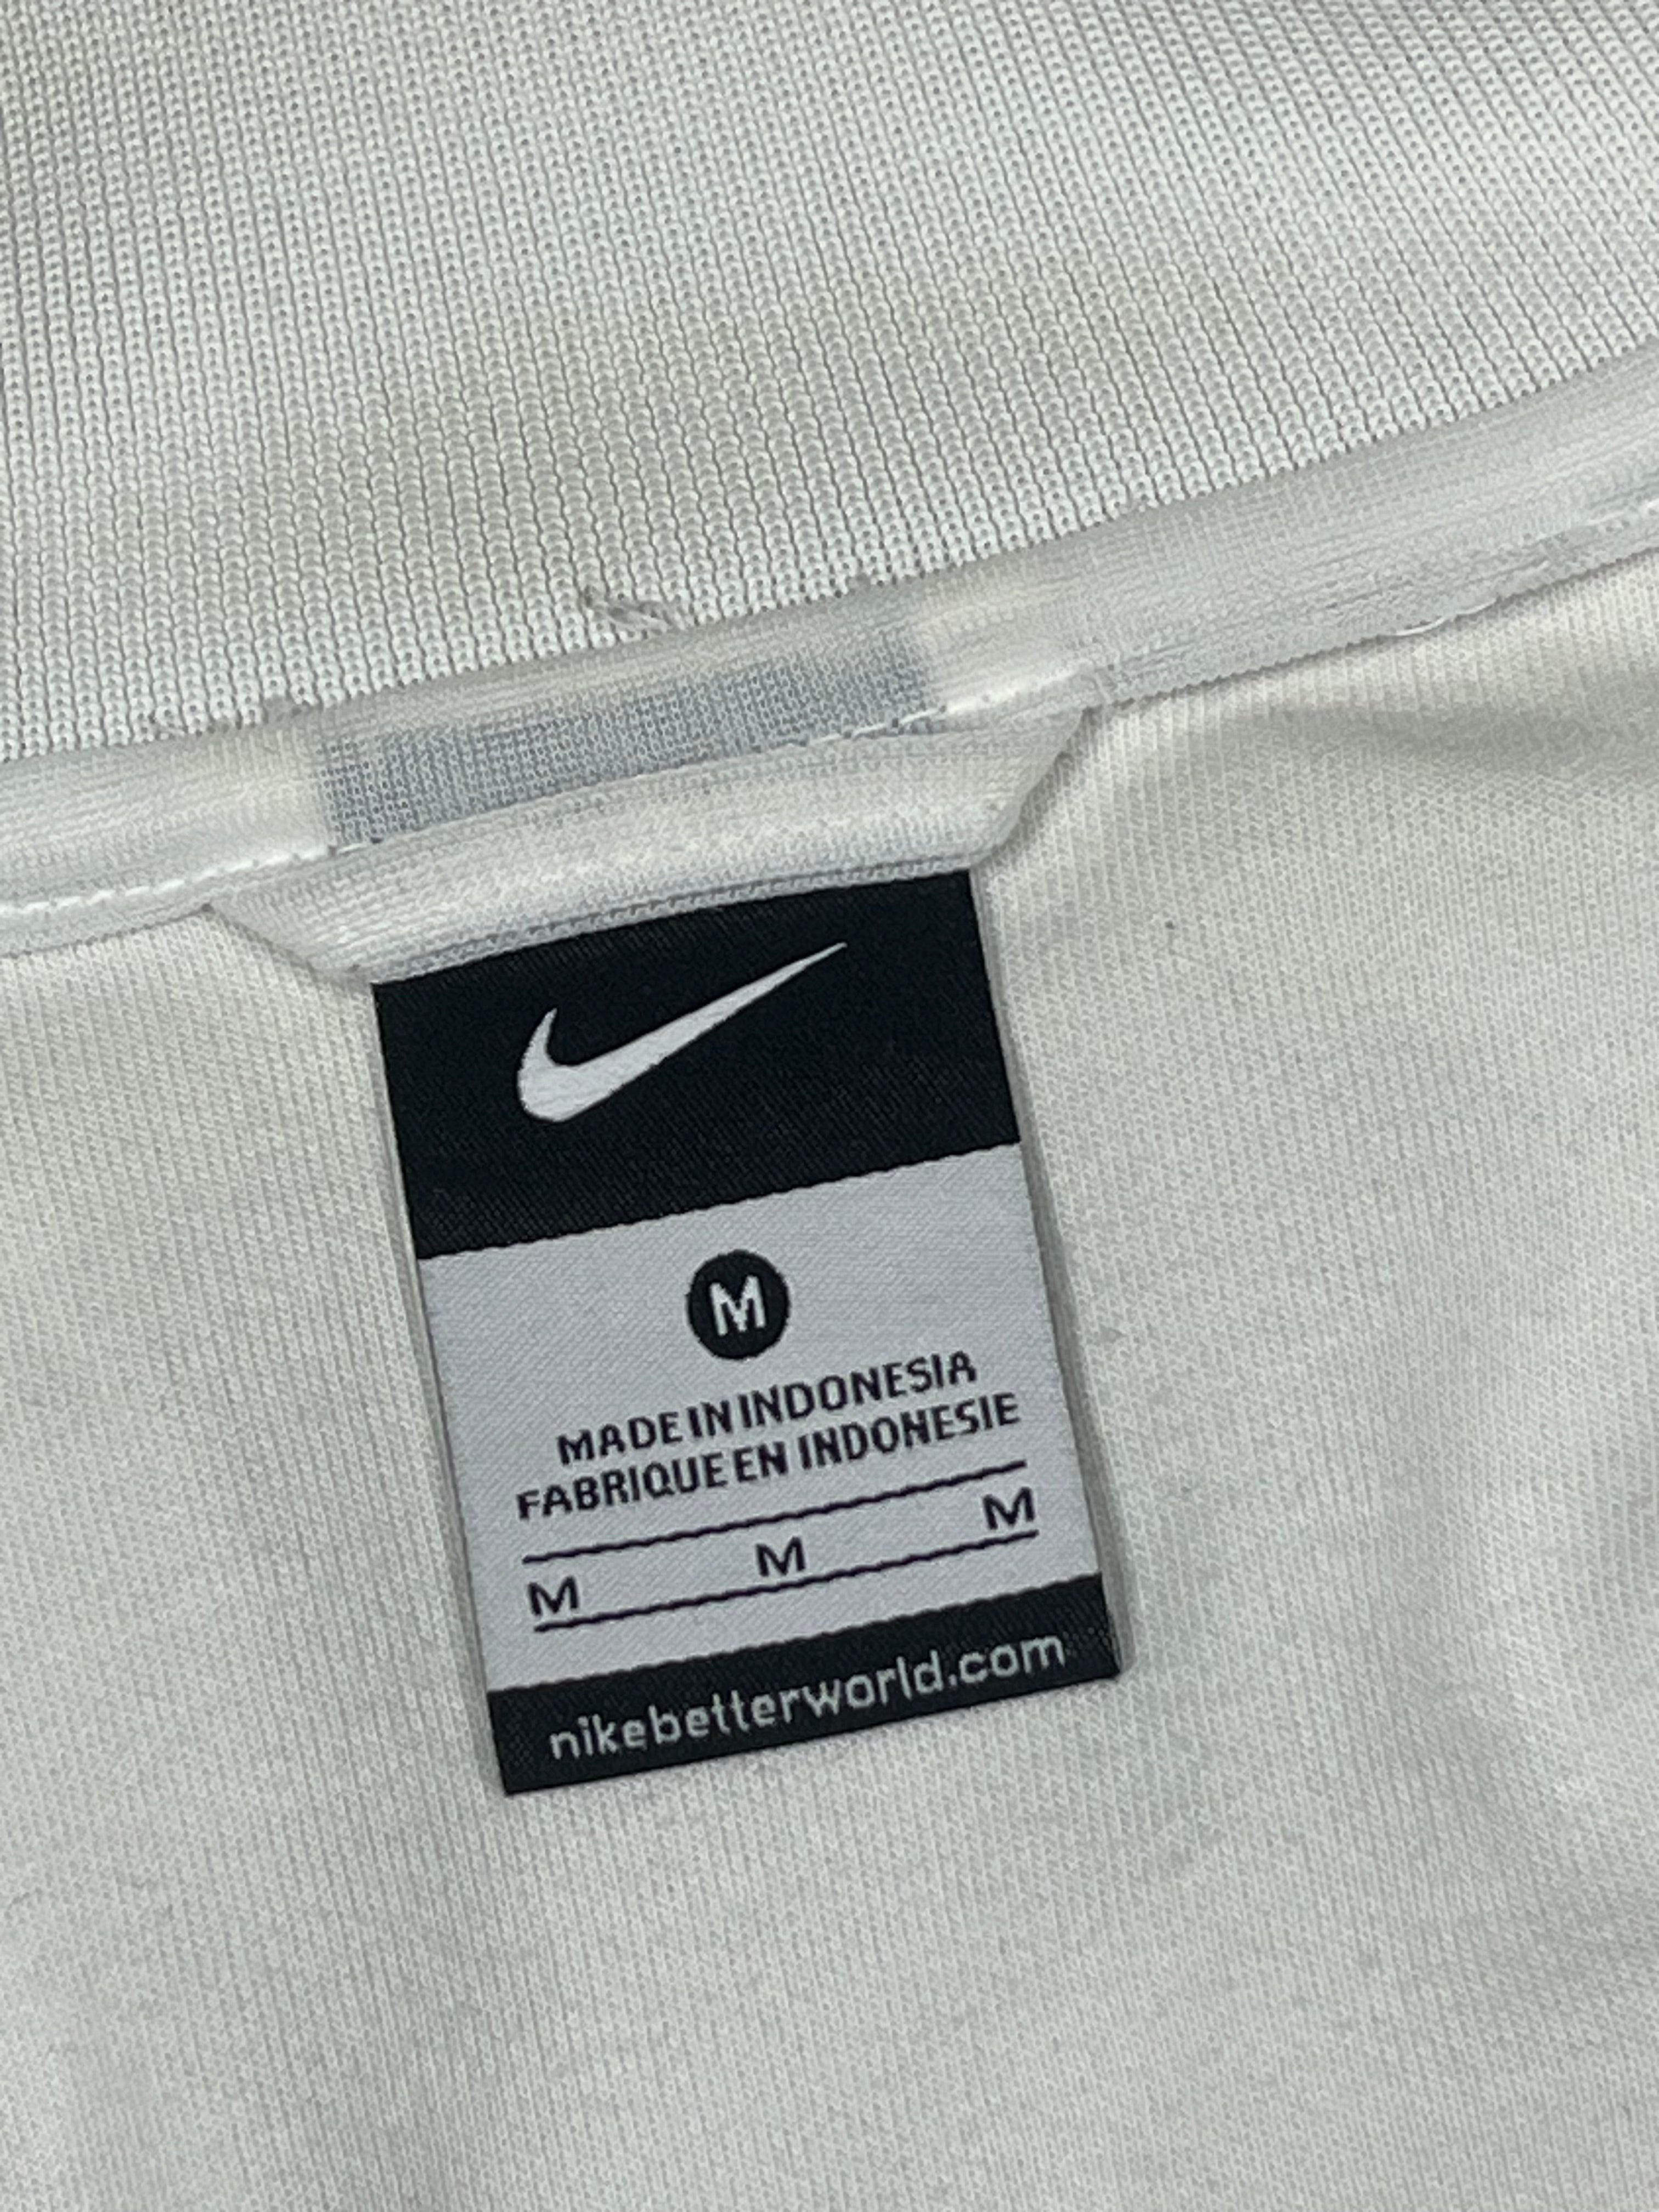 M
MADE IN INDONESIA
FABRIQUE EN INDONESIE
M M M
nikebetterworld.com